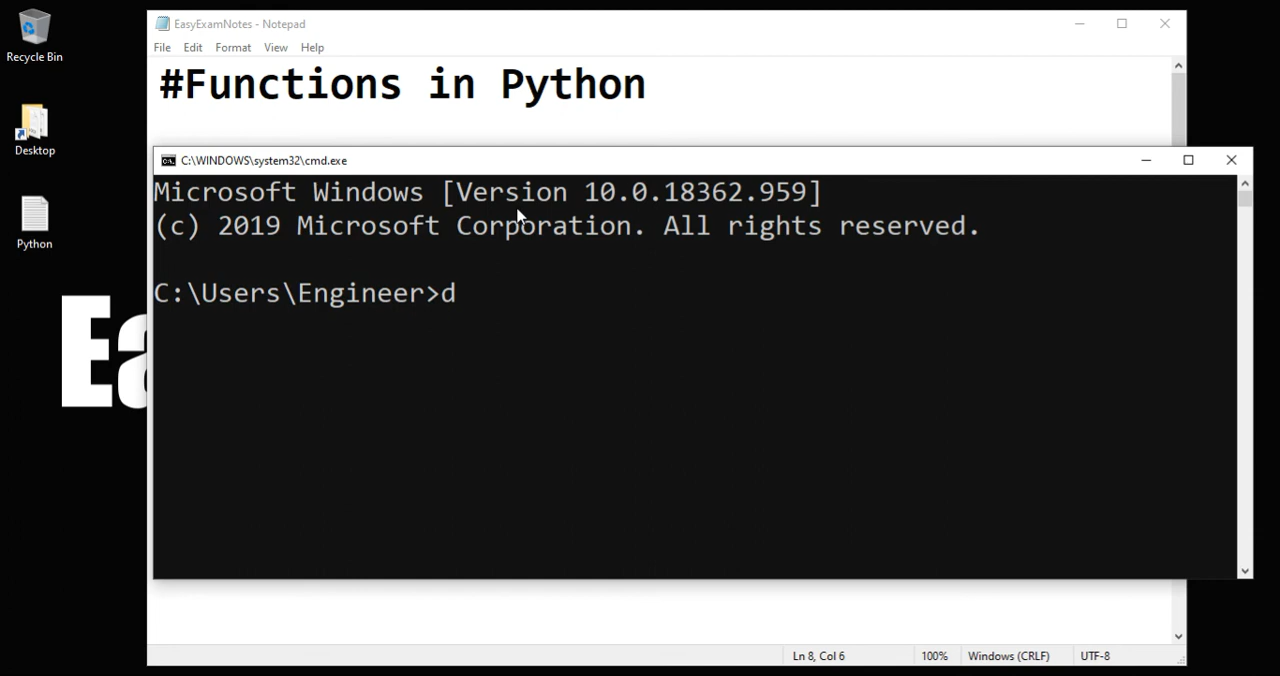 Recycle Bin
Desktop
Python
Ea
EasyExamNotes - Notepad
File Edit Format View Help
#Functions in Python
C:\WINDOWS\system32\cmd.exe
Microsoft Windows [Version 10.0.18362.959]
(c) 2019 Microsoft Corporation. All rights reserved.
C:\Users\Engineer>d
Ln 8, Col 6 100% Windows (CRLF) UTF-8